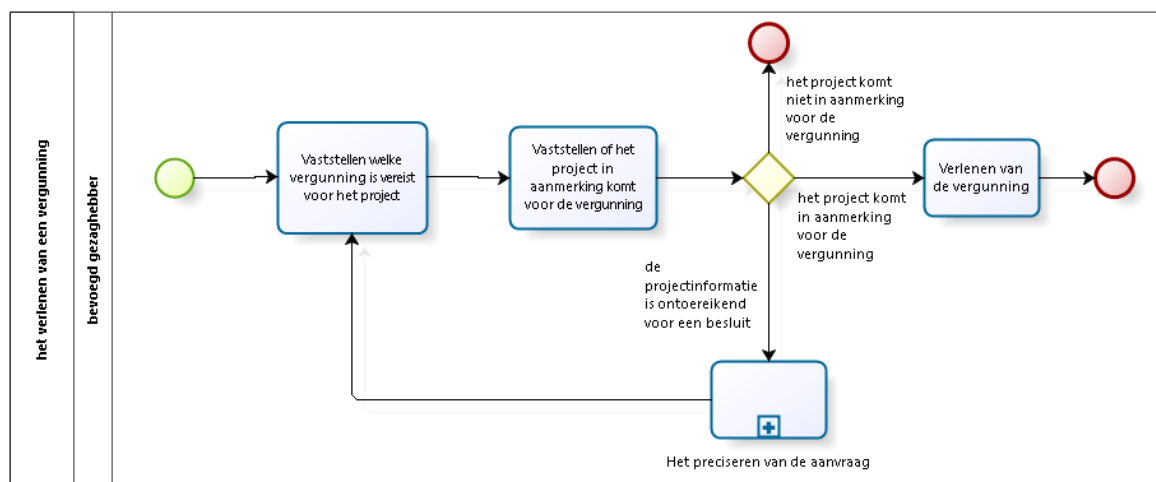 het verlenen van een vergunning
bevoegd gezaghebber
Vaststellen welke
vergunning is vereist
voor het project
Vaststellen of het
project in
aanmerking komt
voor de vergunning
het project komt
niet in aanmerking
voor de
vergunning
Verlenen van
de vergunning
het project komt
in aanmerking
voor de
vergunning
de
projectinformatie
is ontoereikend
voor een besluit
Het preciseren van de aanvraag